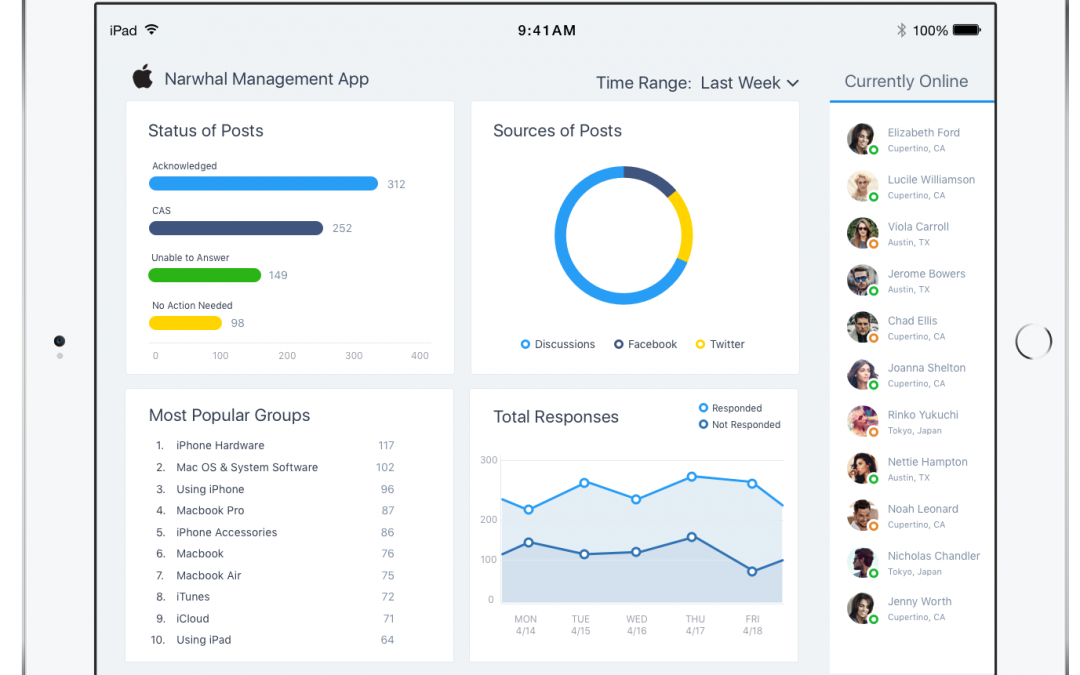 iPad 9:41AM 100%
Narwhal Management App
Time Range: Last Week
Currently Online
Status of Posts
Acknowledged
312
CAS
252
Unable to Answer
149
No Action Needed
98
0 100 200 300 400
Sources of Posts
Discussions Facebook Twitter
Most Popular Groups
1. iPhone Hardware 117
2. Mac OS & System Software 102
3. Using iPhone 96
4. Macbook Pro 87
5. iPhone Accessories 86
6. Macbook 76
7. Macbook Air 75
8. iTunes 72
9. iCloud 71
10. Using iPad 64
Total Responses
Responded
Not Responded
300
200
100
0
MON TUE WED THU FRI
4/14 4/15 4/16 4/17 4/18
Elizabeth Ford
Cupertino, CA
Lucile Williamson
Cupertino, CA
Viola Carroll
Austin, TX
Jerome Bowers
Austin, TX
Chad Ellis
Cupertino, CA
Joanna Shelton
Cupertino, CA
Rinko Yukuchi
Tokyo, Japan
Nettie Hampton
Austin, TX
Noah Leonard
Cupertino, CA
Nicholas Chandler
Tokyo, Japan
Jenny Worth
Cupertino, CA